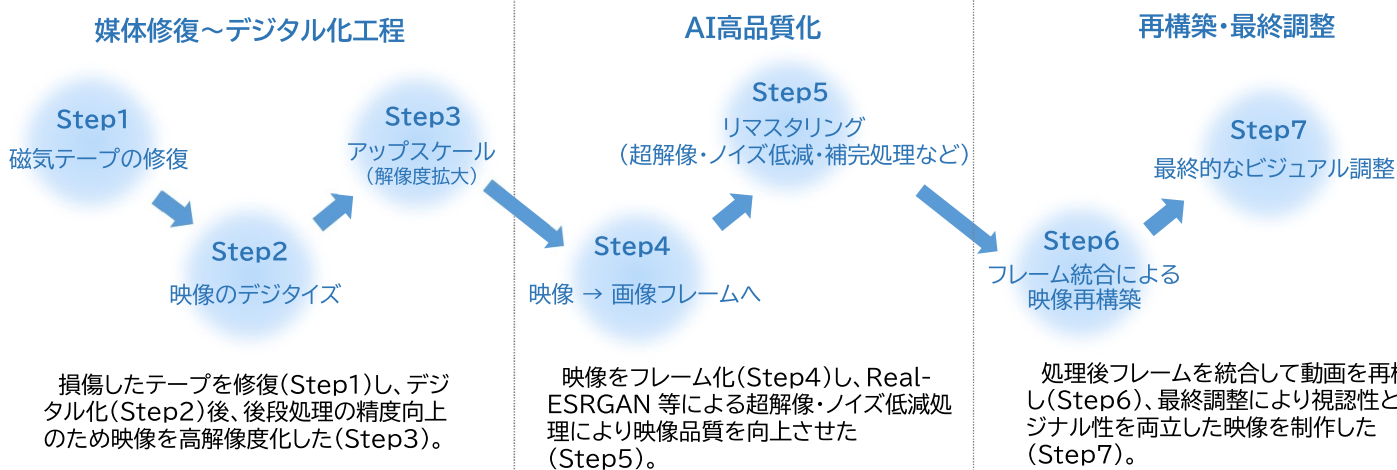 媒体修復～デジタル化工程
Step1
磁気テープの修復
Step2
映像のデジタイズ
Step3
アップスケール
（解像度拡大）
損傷したテープを修復(Step1)し、デジ
タル化(Step2)後、後段処理の精度向上
のため映像を高解像度化した(Step3)。
AI高品質化
Step4
映像 → 画像フレームへ
Step5
リマスタリング
（超解像・ノイズ低減・補完処理など）
映像をフレーム化(Step4)し、Real-
ESRGAN 等による超解像・ノイズ低減処
理により映像品質を向上させた
(Step5)。
再構築・最終調整
Step6
フレーム統合による
映像再構築
Step7
最終的なビジュアル調整
処理後フレームを統合して動画を再
し(Step6)、最終調整により視認性と
ジナル性を両立した映像を制作した
(Step7)。